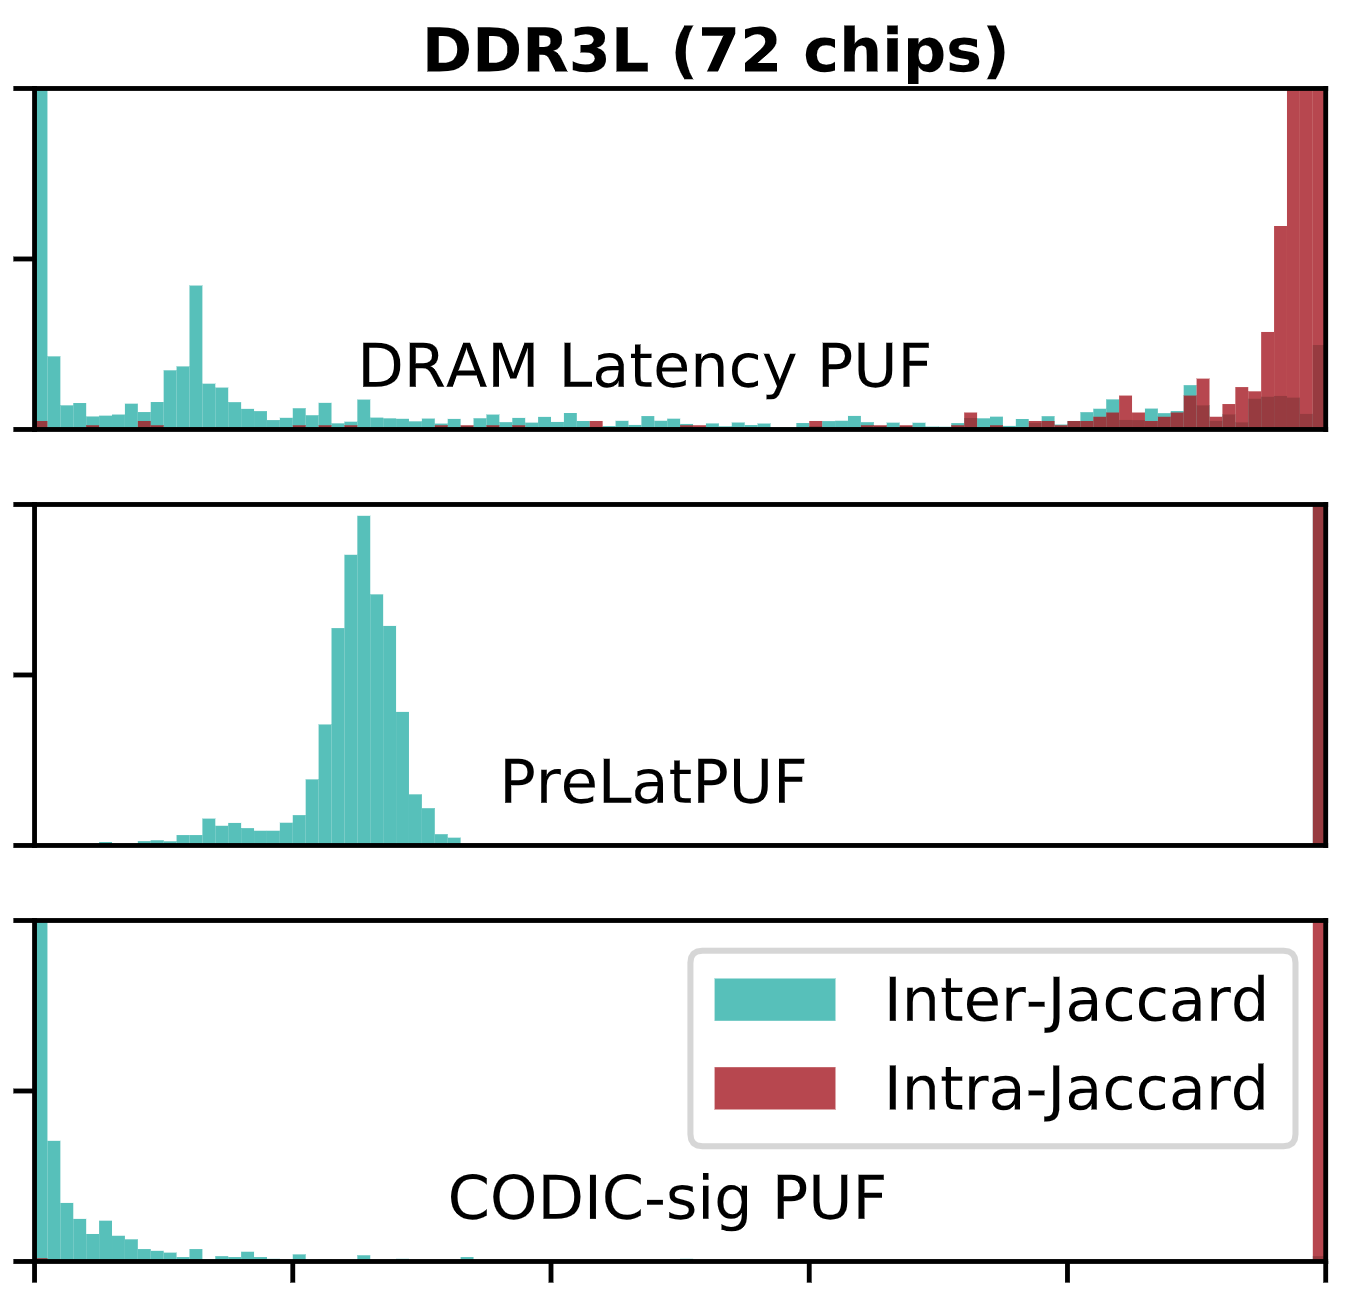 DDR3L (72 chips)
DRAM Latency PUF
PreLatPUF
Inter-Jaccard
Intra-Jaccard
CODIC-sig PUF